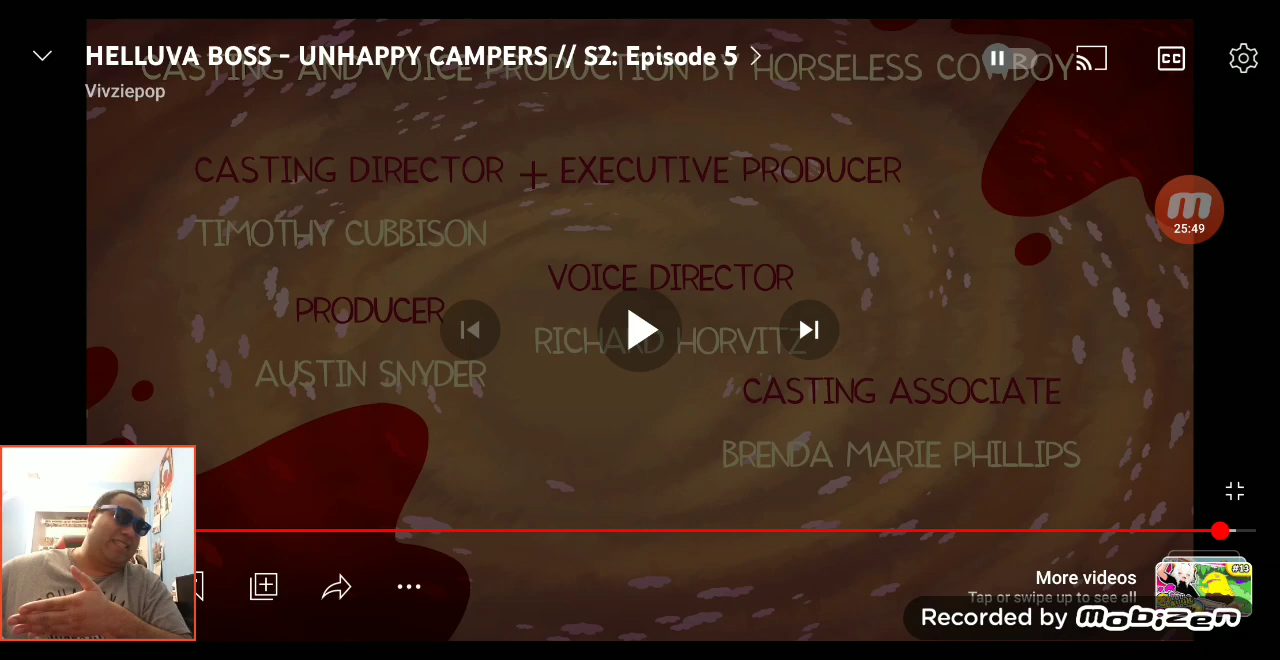 HELLUVA BOSS - UNHAPPY CAMPERS // S2: Episode 5
CASTING AND VOICE PRODUCTION BY HORSELESS COWBOY
Vivziepop
CC
CASTING DIRECTOR + EXECUTIVE PRODUCER
TIMOTHY CUBBISON
m
25:49
VOICE DIRECTOR
PRODUCER
RICHARD HORVITZ
AUSTIN SNYDER
CASTING ASSOCIATE
BRENDA MARIE PHILLIPS
More videos
#13
Tap or swipe up to see all
Recorded by Mobizen